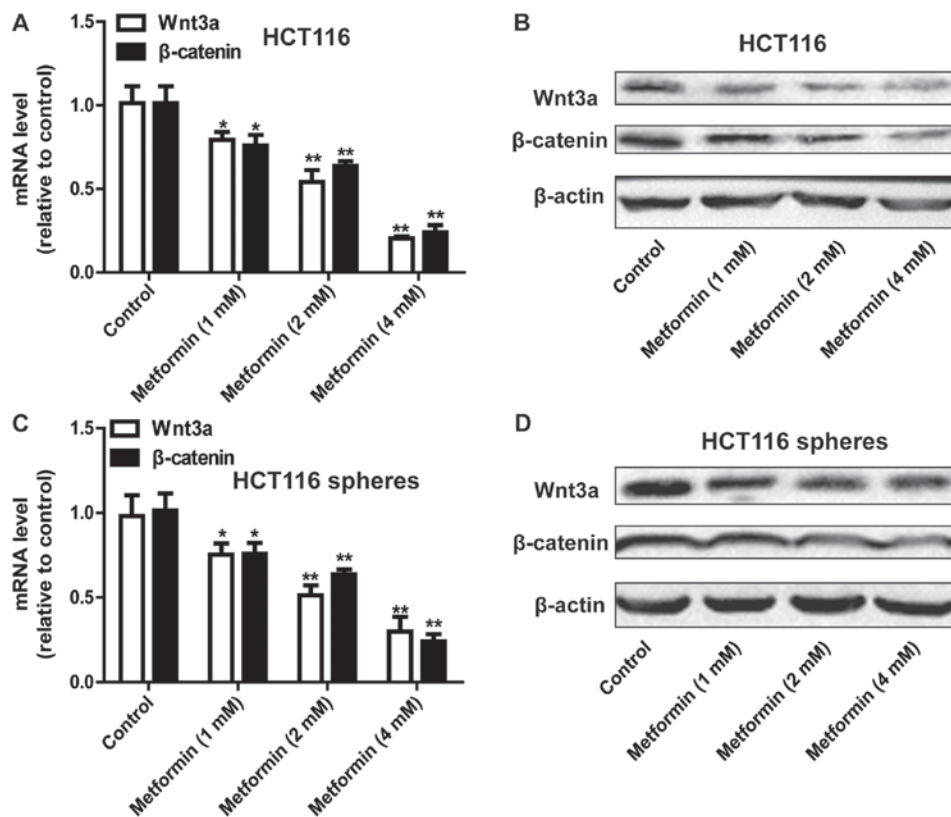 A
Wnt3a
β-catenin
HCT116
mRNA level
(relative to control)
1.5
1.0
0.5
0.0
* *
** **
** **
Control
Metformin (1 mM)
Metformin (2 mM)
Metformin (4 mM)
B
HCT116
Wnt3a
β-catenin
β-actin
Control
Metformin (1 mM)
Metformin (2 mM)
Metformin (4 mM)
C
Wnt3a
β-catenin
HCT116 spheres
mRNA level
(relative to control)
1.5
1.0
0.5
0.0
* *
** **
** **
Control
Metformin (1 mM)
Metformin (2 mM)
Metformin (4 mM)
D
HCT116 spheres
Wnt3a
β-catenin
β-actin
Control
Metformin (1 mM)
Metformin (2 mM)
Metformin (4 mM)